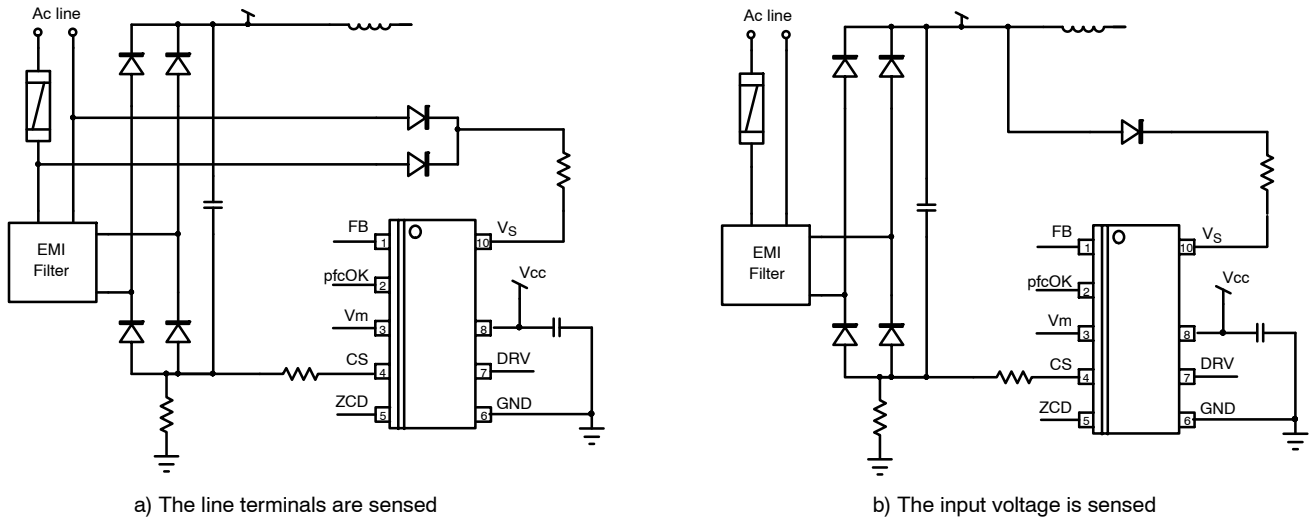 Ac line
EMI
Filter
FB
1
pfcOK
2
Vm
3
CS
4
ZCD
5
VS
10
Vcc
8
DRV
7
GND
6
a) The line terminals are sensed
Ac line
EMI
Filter
FB
1
pfcOK
2
Vm
3
CS
4
ZCD
5
VS
10
Vcc
8
DRV
7
GND
6
b) The input voltage is sensed